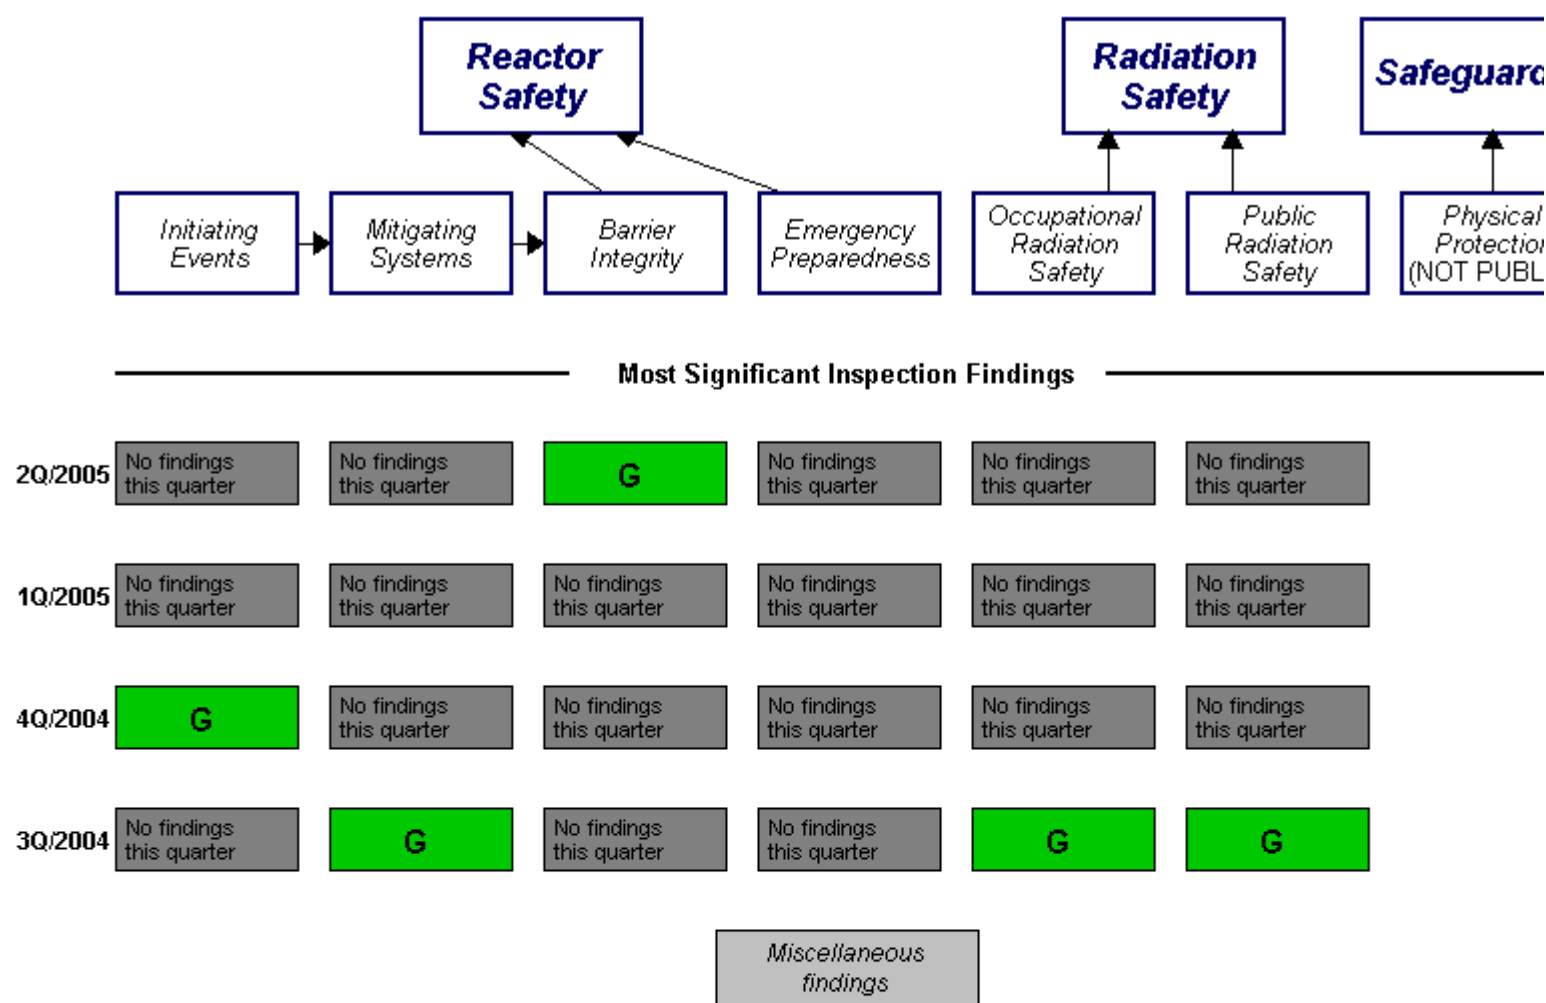 Reactor
Safety
Radiation
Safety
Safeguard
Initiating
Events
Mitigating
Systems
Barrier
Integrity
Emergency
Preparedness
Occupational
Radiation
Safety
Public
Radiation
Safety
Physical
Protection
(NOT PUBL
Most Significant Inspection Findings
2Q/2005
No findings
this quarter
No findings
this quarter
G
No findings
this quarter
No findings
this quarter
No findings
this quarter
1Q/2005
No findings
this quarter
No findings
this quarter
No findings
this quarter
No findings
this quarter
No findings
this quarter
No findings
this quarter
4Q/2004
G
No findings
this quarter
No findings
this quarter
No findings
this quarter
No findings
this quarter
No findings
this quarter
3Q/2004
No findings
this quarter
G
No findings
this quarter
No findings
this quarter
G
G
Miscellaneous
findings